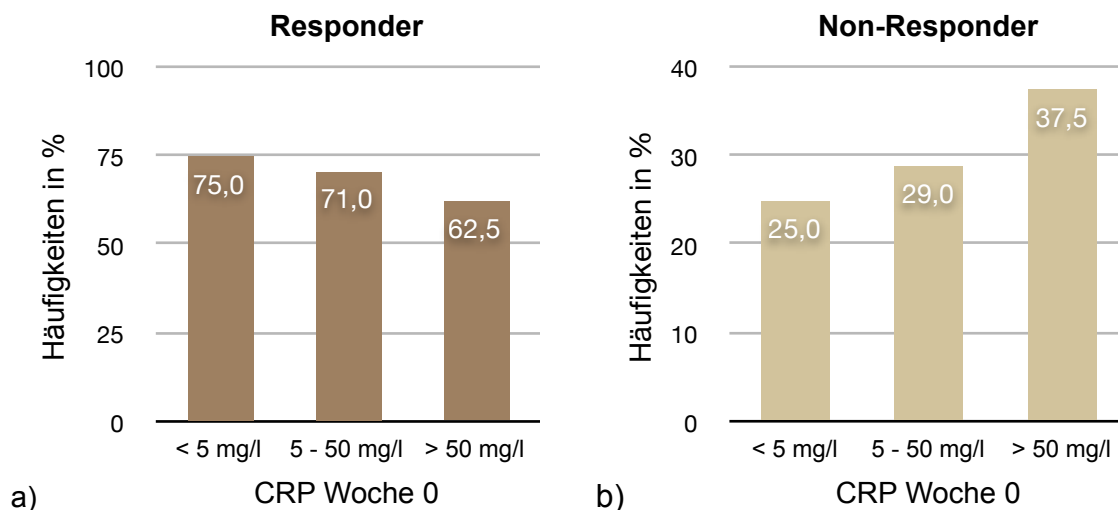 Responder
Häufigkeiten in %
100
75
50
25
0
75,0
71,0
62,5
< 5 mg/l
5 - 50 mg/l
> 50 mg/l
CRP Woche 0
a)
Non-Responder
Häufigkeiten in %
40
30
20
10
0
25,0
29,0
37,5
< 5 mg/l
5 - 50 mg/l
> 50 mg/l
CRP Woche 0
b)